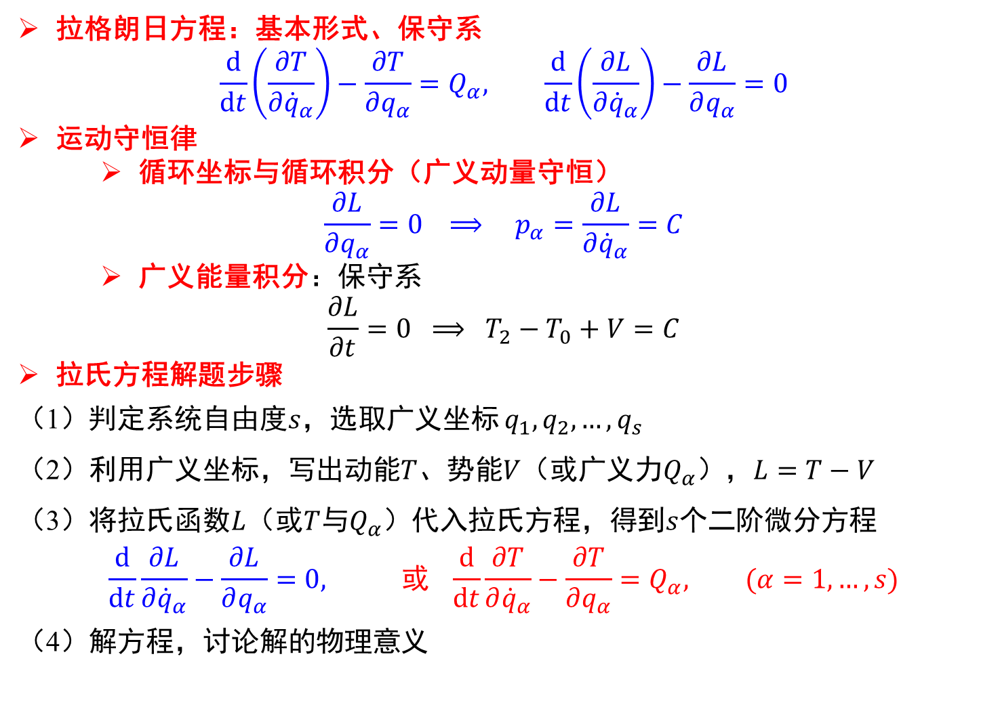 ➢ 拉格朗日方程：基本形式、保守系
$\frac{\mathrm{d}}{\mathrm{d}t}\left(\frac{\partial T}{\partial \dot{q}_\alpha}\right) - \frac{\partial T}{\partial q_\alpha} = Q_\alpha, \quad \frac{\mathrm{d}}{\mathrm{d}t}\left(\frac{\partial L}{\partial \dot{q}_\alpha}\right) - \frac{\partial L}{\partial q_\alpha} = 0$
➢ 运动守恒律
➢ 循环坐标与循环积分（广义动量守恒）
$\frac{\partial L}{\partial q_\alpha} = 0 \implies p_\alpha = \frac{\partial L}{\partial \dot{q}_\alpha} = C$
➢ 广义能量积分：保守系
$\frac{\partial L}{\partial t} = 0 \implies T_2 - T_0 + V = C$
➢ 拉氏方程解题步骤
（1）判定系统自由度$s$，选取广义坐标 $q_1, q_2, \ldots, q_s$
（2）利用广义坐标，写出动能$T$、势能$V$（或广义力$Q_\alpha$），$L = T - V$
（3）将拉氏函数$L$（或$T$与$Q_\alpha$）代入拉氏方程，得到$s$个二阶微分方程
$\frac{\mathrm{d}}{\mathrm{d}t}\frac{\partial L}{\partial \dot{q}_\alpha} - \frac{\partial L}{\partial q_\alpha} = 0, \quad 或 \quad \frac{\mathrm{d}}{\mathrm{d}t}\frac{\partial T}{\partial \dot{q}_\alpha} - \frac{\partial T}{\partial q_\alpha} = Q_\alpha, \quad (\alpha = 1, \ldots, s)$
（4）解方程，讨论解的物理意义